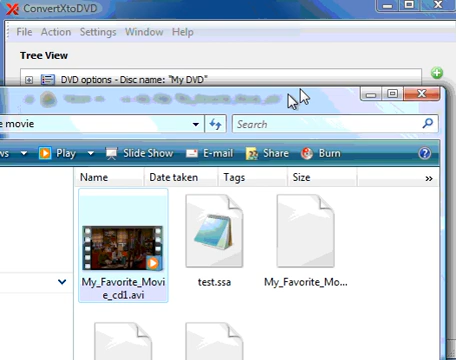 ConvertXtoDVD
File Action Settings Window Help
Tree View
DVD options - Disc name: "My DVD"
e movie
Search
ws Play Slide Show E-mail Share Burn
Name Date taken Tags Size
My_Favorite_Movi
e_cd1.avi
test.ssa
My_Favorite_Mo...